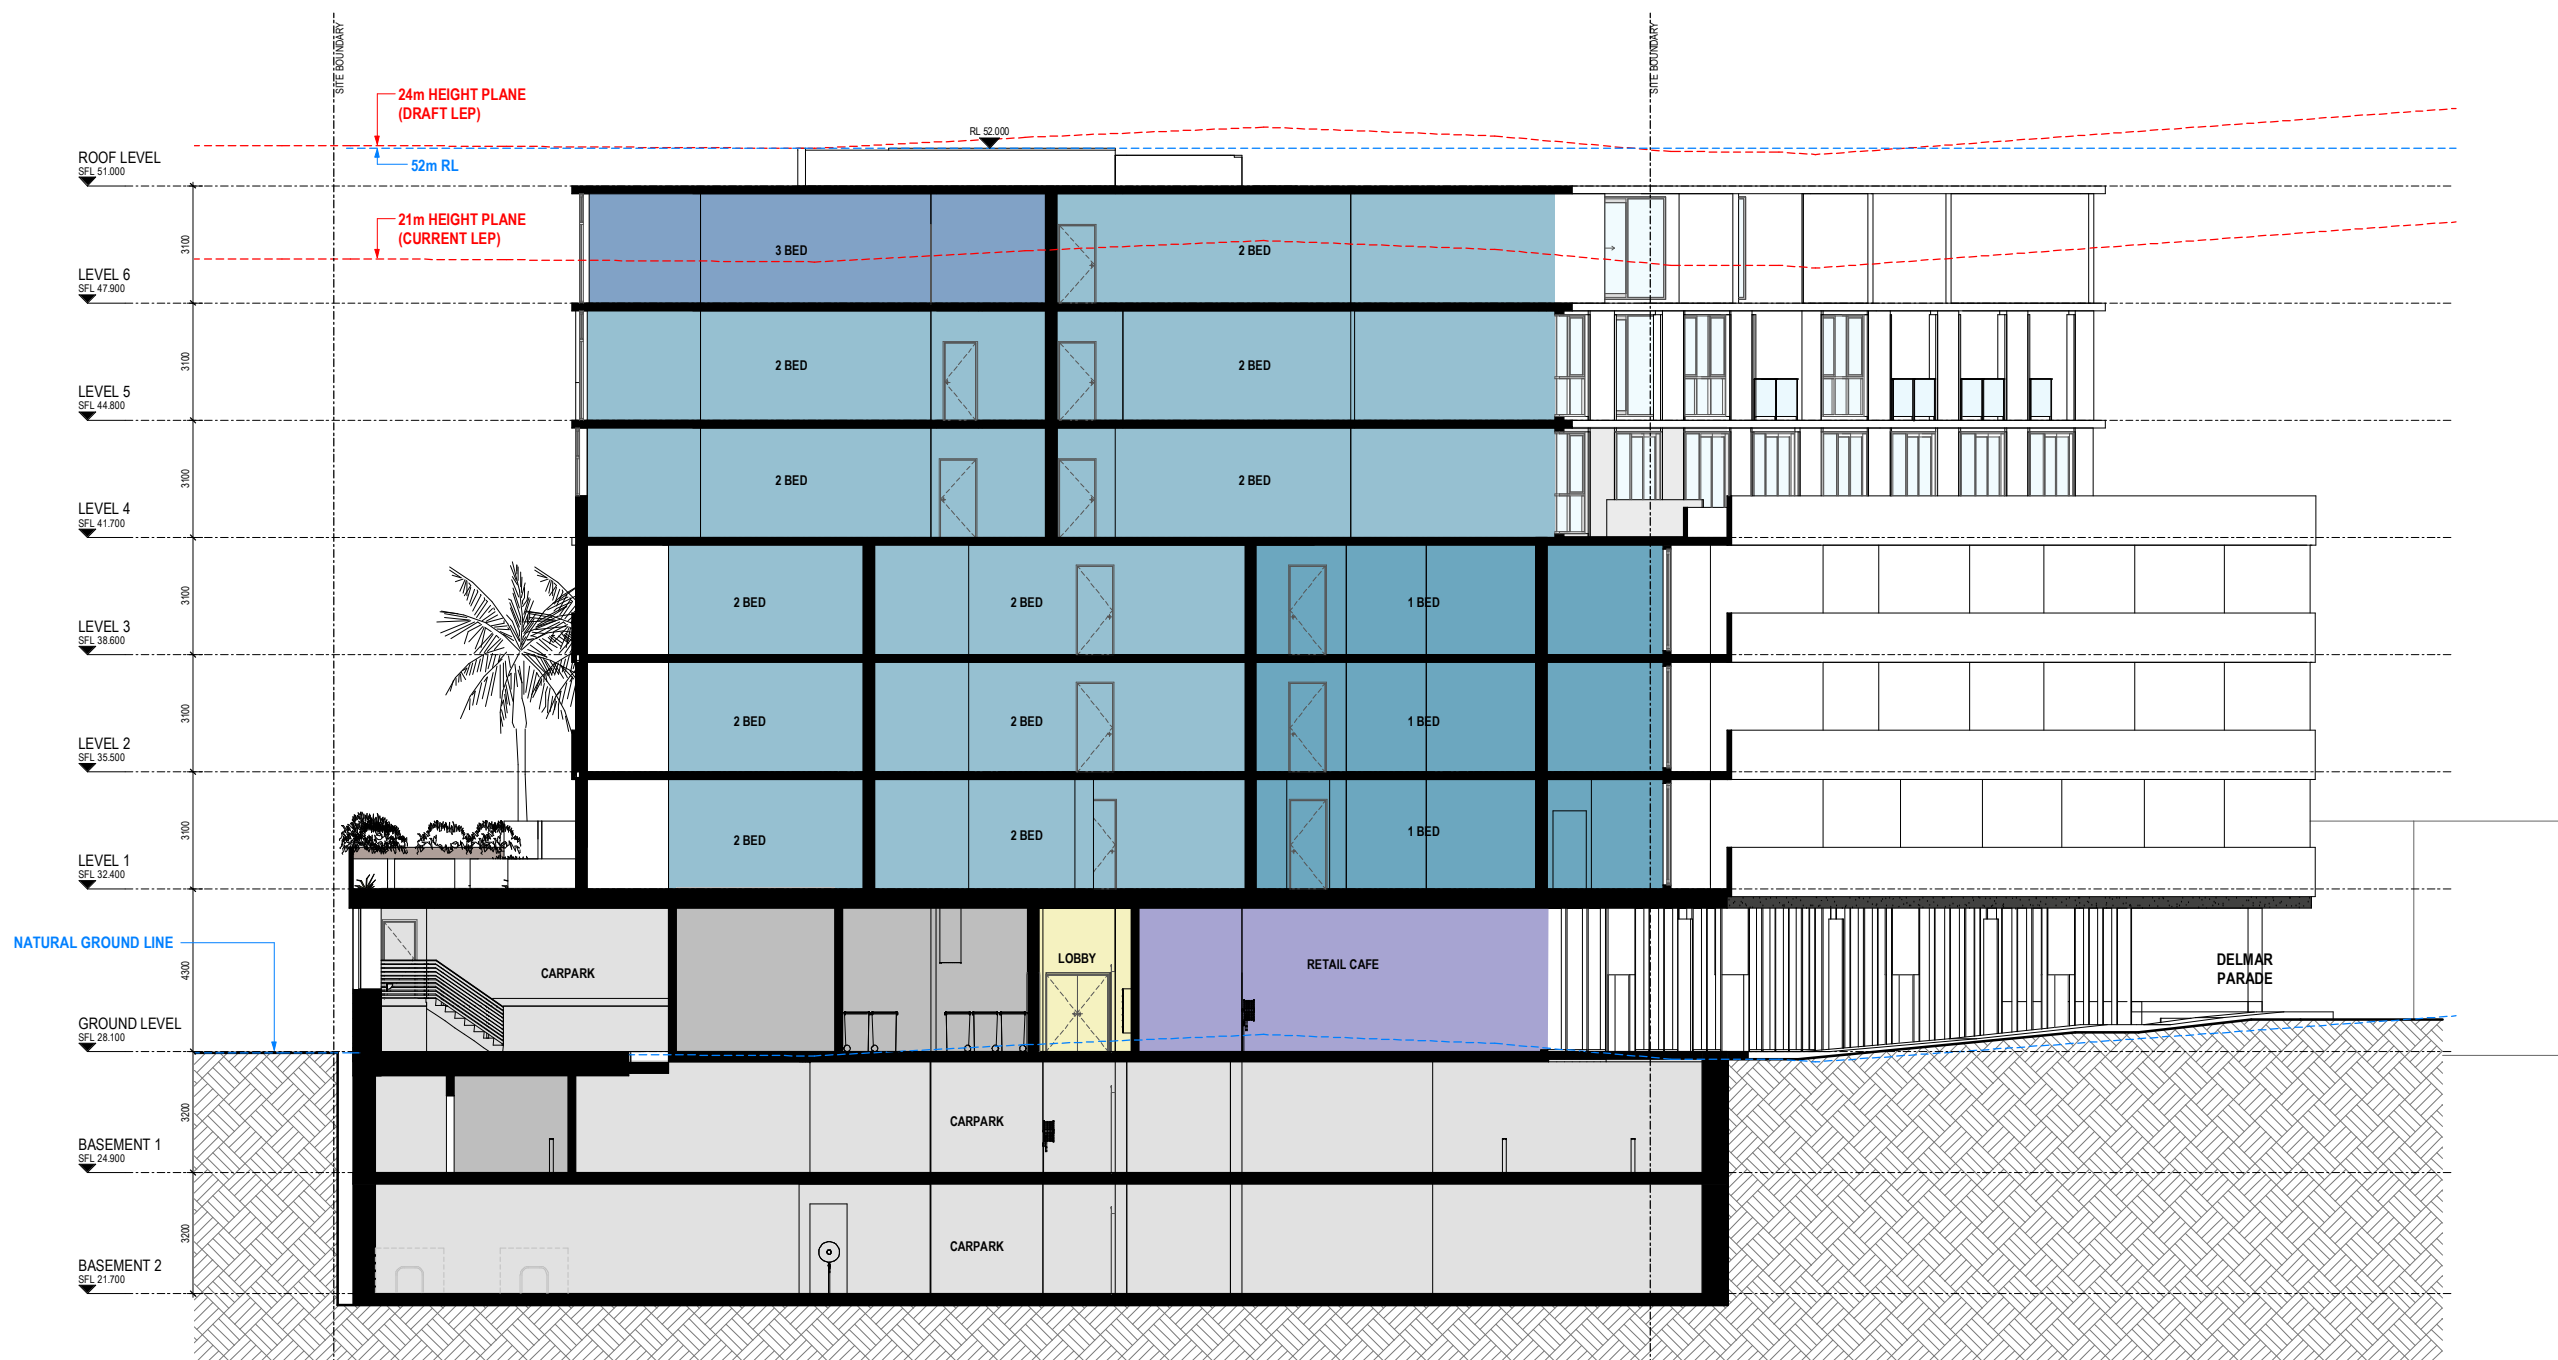 SITE BOUNDARY
SITE BOUNDARY
24m HEIGHT PLANE
(DRAFT LEP)
RL 52.000
52m RL
ROOF LEVEL
SFL 51.000
21m HEIGHT PLANE
(CURRENT LEP)
3100
3 BED
2 BED
LEVEL 6
SFL 47.900
3100
2 BED
2 BED
LEVEL 5
SFL 44.800
3100
2 BED
2 BED
LEVEL 4
SFL 41.700
3100
2 BED
2 BED
1 BED
LEVEL 3
SFL 38.600
3100
2 BED
2 BED
1 BED
LEVEL 2
SFL 35.500
3100
2 BED
2 BED
1 BED
LEVEL 1
SFL 32.400
NATURAL GROUND LINE
4300
CARPARK
LOBBY
RETAIL CAFE
DELMAR
PARADE
GROUND LEVEL
SFL 28.100
3200
CARPARK
BASEMENT 1
SFL 24.900
3200
CARPARK
BASEMENT 2
SFL 21.700